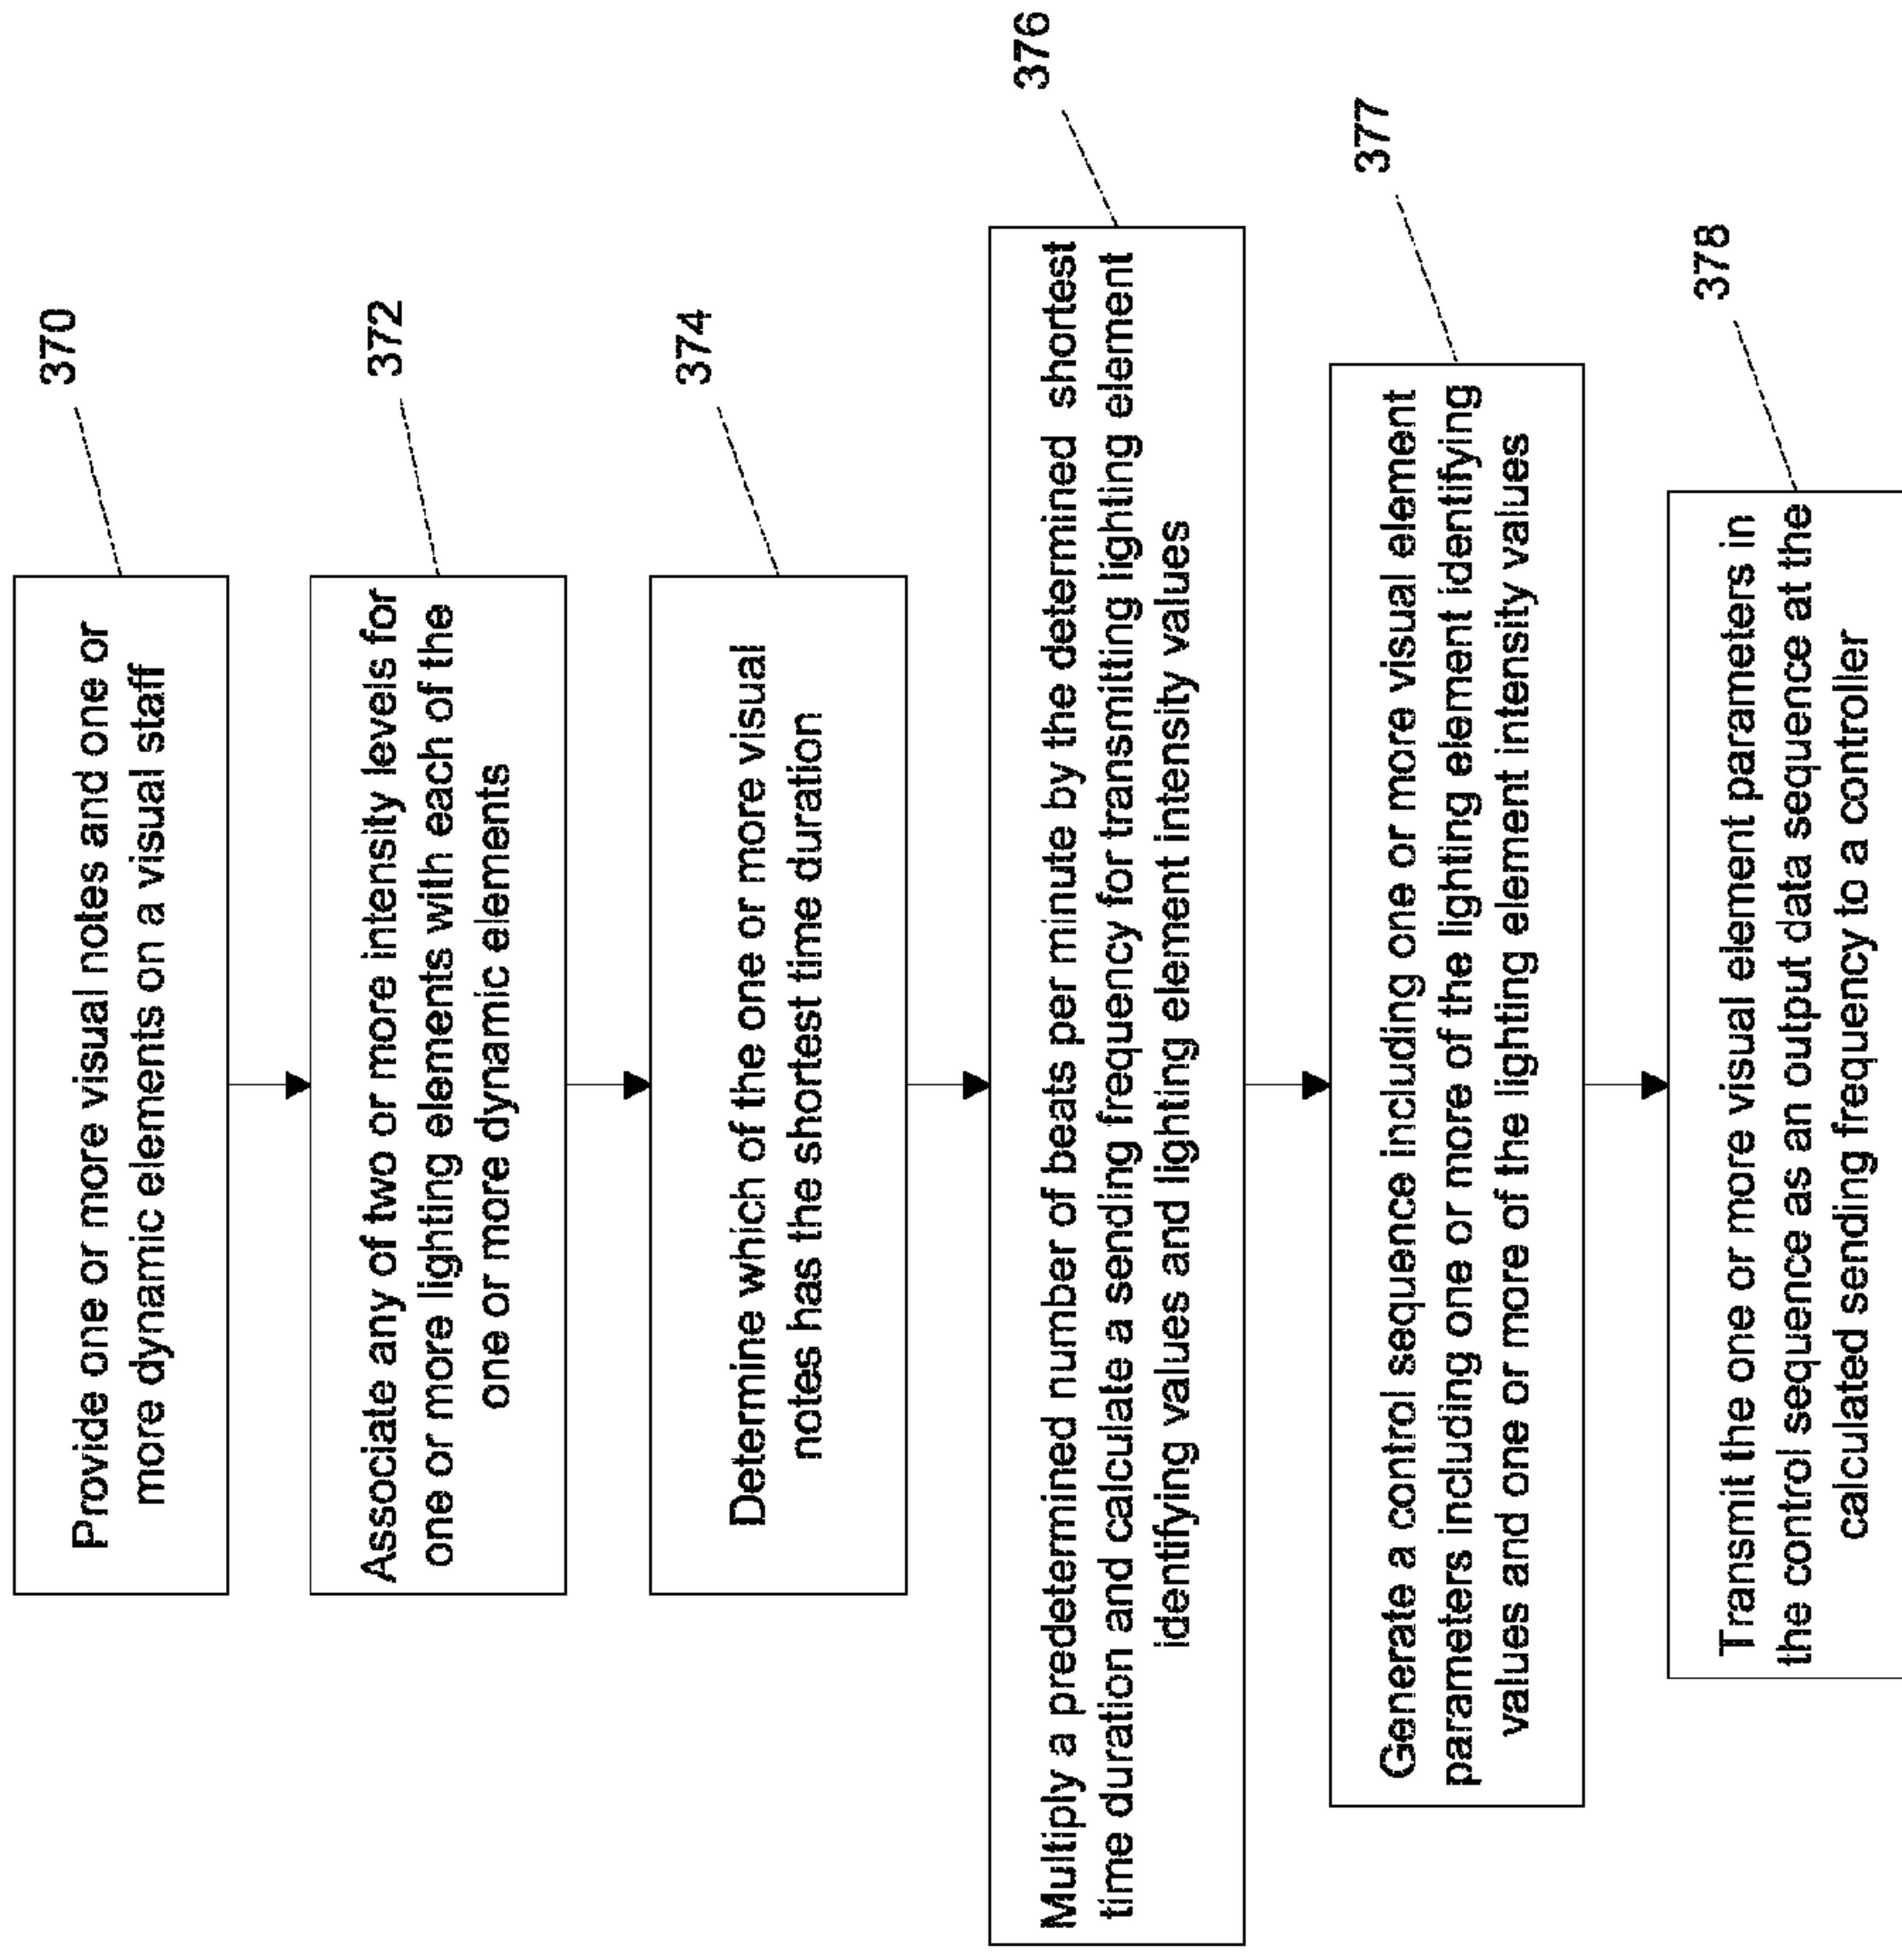 370
Provide one or more visual notes and one or
more dynamic elements on a visual staff
372
Associate any of two or more intensity levels for
one or more lighting elements with each of the
one or more dynamic elements
374
Determine which of the one or more visual
notes has the shortest time duration
376
Multiply a predetermined number of beats per minute by the determined shortest
time duration and calculate a sending frequency for transmitting lighting element
identifying values and lighting element intensity values
377
Generate a control sequence including one or more visual element
parameters including one or more of the lighting element identifying
values and one or more of the lighting element intensity values
378
Transmit the one or more visual element parameters in
the control sequence as an output data sequence at the
calculated sending frequency to a controller